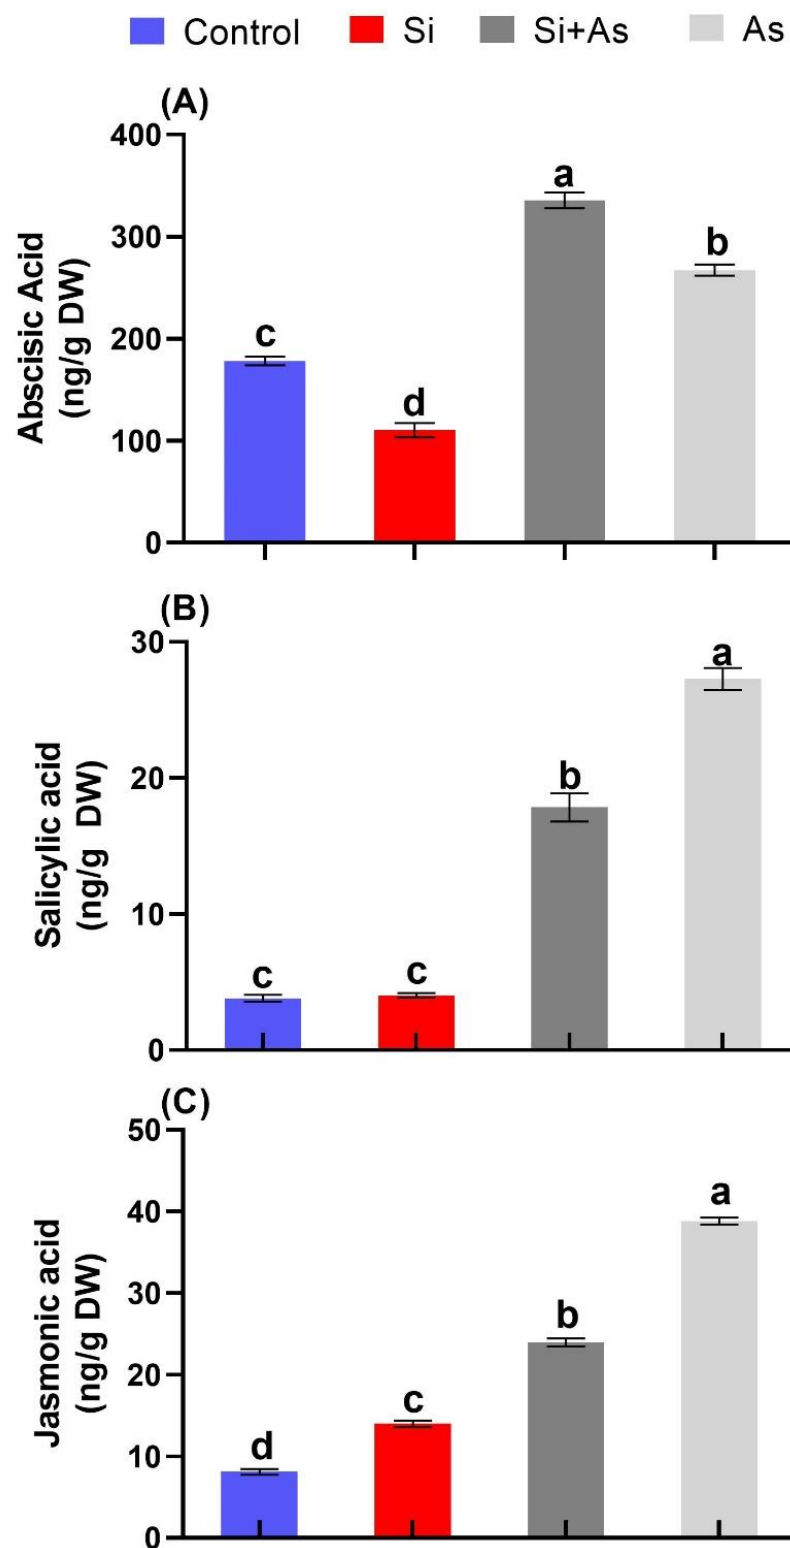 Control Si Si+As As
(A)
Abscisic Acid
(ng/g DW)
400
300
200
100
0
c
d
a
b
(B)
Salicylic acid
(ng/g DW)
30
20
10
0
c
c
b
a
(C)
Jasmonic acid
(ng/g DW)
50
40
30
20
10
0
d
c
b
a